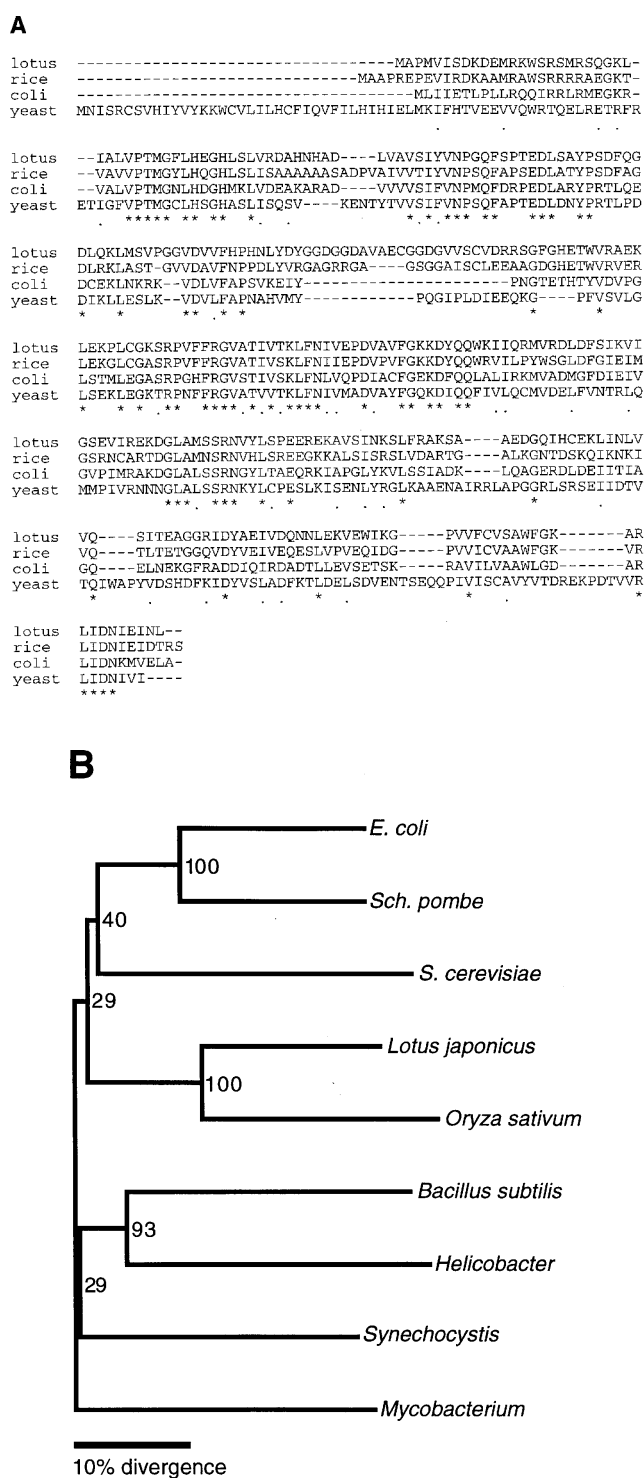 A
lotus --------------------------------------MAPMVISDKDEMRKWSRSMRSQGKL-
rice ---------------------------------MAAPREPEVIRDKAAMRAWSRRRRAEGKT-
coli ----------------------------------------MLIIETLPLLRQQIRRLRMEGKR-
yeast MNISRCSVHIYVYKKWCVLILHCFIQVFILHIHIELMKIFHTVEEVVQWRTQELRETRFR
. . .
lotus --IALVPTMGFLHEGHLSLVRDAHNHAD----LVAVSIYVNPGQFSPTEDLSAYPSDFQG
rice --VAVVPTMGYLHQGHLSLISAAAAAASADPVAIVVTIYVNPSQFAPSEDLATYPSDFAG
coli --VALVPTMGNLHDGHMKLVDEAKARAD----VVVVSIFVNPMQFDRPEDLARYPRTLQE
yeast ETIGFVPTMGCLHSGHASLISQSV-----KENTYTVVSIFVNPSQFAPTEDLDNYPRTLPD
***** ** ** * * * *** ** *** **
lotus DLQKLMSVPGGVDVVFHPHNLYDYGGDGGDAVAECGGDGVVSCVDRRSGFGHETWVRAEK
rice DLRKLAST-GVVDAVFNPPDLYVRGAGRRGA----GSGGAISCLEEAAGDGHETWVRVER
coli DCEKLNKRK-VDLVFAPSVKEIY------------------PNGTETHTYVDVPG
yeast DIKLLESLK-VDVLFAPNAHVMY----------PQGIPLDIEEQKG----PFVSVLG
* * ** . * * * *
lotus LEKPLCGKSRPVFFRGVATIVTKLFNIVEPDVAVFGKKDYQQWKIIQRMVRDLDFSIKVI
rice LEKGLCGASRPVFFRGVATIVSKLFNIIEPDVPVFGKKDYQQWRVILPYWSGLDFGIEIM
coli LSTMLEGASRPGHFRGVSTIVSKLFNLVQPDIACFGEKDFQQLALIRKMVADMGFDIEIV
yeast LSEKLEGKTRPNFFRGVATVVTKLFNIVMADVAYFGQKDIQQFIVLQCMVDELFVNTRLQ
* * * ** **** * * **** . * ** ** **
lotus GSEVIREKDGLAMSSRNVYLSPEEREKAVSINKSLFRAKSA----AEDGQIHCEKLINLV
rice GSRNCARTDGLAMNSRNVHLSREEGKKALSISRSLVDARTG----ALKGNTDSKQIKNKI
coli GVPIMRAKDGLALSSRNGYLTAEQRKIAPGLYKVLSSIADK----LQAGERDLDEIITIA
yeast MMPIVRNNNGLALSSRNKYLCPESLKISENLYRGLKAAENAIRRLAPGGRLSRSEIIDTV
*** *** * * * *
lotus VQ----SITEAGGRIDYAEIVDQNNLEKVEWIKG-----PVVFCVSAWFGK-------AR
rice VQ----TLTETGGQVDYVEIVEQESLVPVEQIDG-----PVVICVAAWFGK-------VR
coli GQ----ELNEKGFRADDIQIRDADTLLEVSETSK-----RAVILVAAWLGD-------AR
yeast TQIWAPYVDSHDFKIDYVSLADFKTLDELSDVENTSEQQPIVISCAVYVTDREKPDTVVR
* . . * . * *
lotus LIDNIEINL--
rice LIDNIEIDTRS
coli LIDNKMVELA-
yeast LIDNIVI----
****
B
E. coli
100
Sch. pombe
40
S. cerevisiae
29
Lotus japonicus
100
Oryza sativum
Bacillus subtilis
93
Helicobacter
29
Synechocystis
Mycobacterium
10% divergence